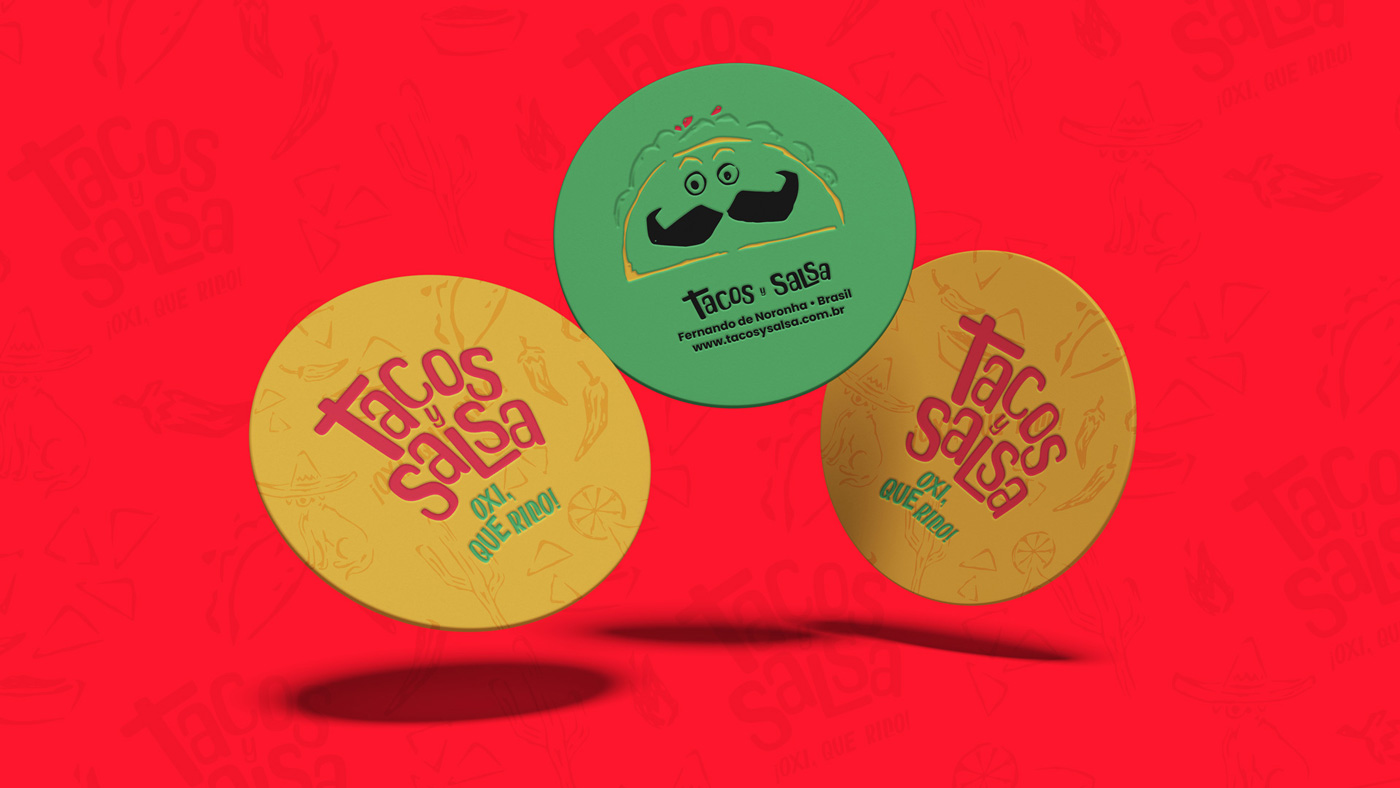 Tacos
y
Salsa
OXI,
QUE RIDO!
Tacos y Salsa
Fernando de Noronha • Brasil
www.tacosysalsa.com.br
Tacos
y
Salsa
OXI,
QUE RIDO!
Tacos
y
Salsa
¡OXI, QUE RIDO!